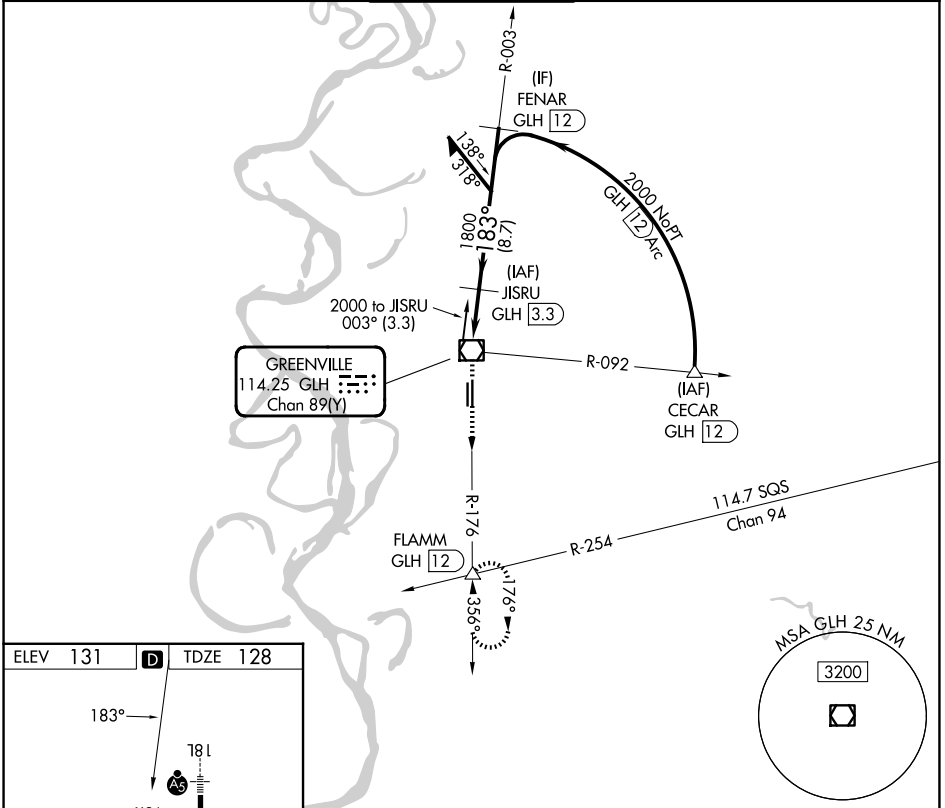 R-003
(IF)
FENAR
GLH 12
138°
318°
2000 NoPT
GLH 12 Arc
1800
183°
(8.7)
(IAF)
JISRU
GLH 3.3
2000 to JISRU
003° (3.3)
GREENVILLE
114.25 GLH
Chan 89(Y)
R-092
(IAF)
CECAR
GLH 12
114.7 SQS
Chan 94
R-254
R-176
FLAMM
GLH 12
356°
176°
MSA GLH 25 NM
3200
ELEV 131 D TDZE 128
183°
18L
A5